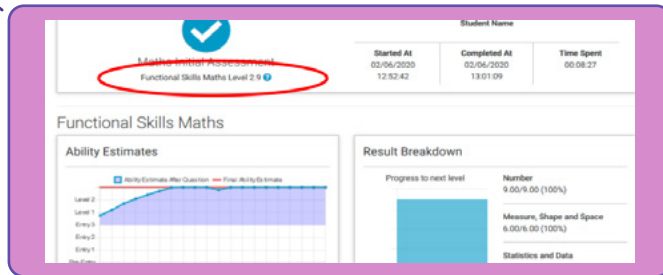 Student Name
Maths Initial Assessment
Functional Skills Maths Level 2.9
Started At Completed At Time Spent
02/06/2020 02/06/2020 00:08:27
12:52:42 13:01:09
Functional Skills Maths
Ability Estimates
Result Breakdown
Ability Estimate After Question Final Ability Estimate
Level 2
Level 1
Entry 3
Entry 2
Entry 1
Pre-Entry
Progress to next level
Number
9.00/9.00 (100%)
Measure, Shape and Space
6.00/6.00 (100%)
Statistics and Data